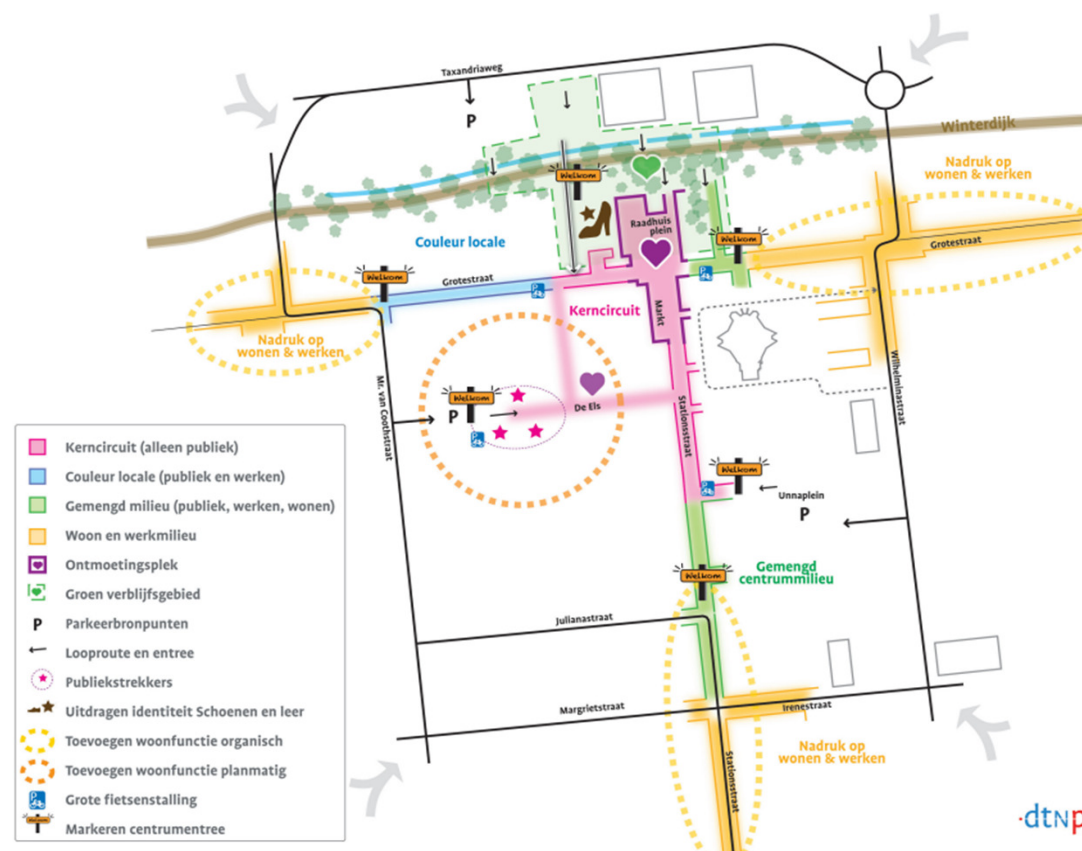 Taxandriaweg
P
Winterdijk
Nadruk op
wonen & werken
Welkom
Raadhuis
plein
Couleur locale
Welkom
Grotestraat
Welkom
Grotestraat
Kerncircuit
Markt
Nadruk op
wonen & werken
Mr. van Coothstraat
Welkom
P
De Els
Stationsstraat
Wilhelminastraat
Welkom
Unnaplein
P
Gemengd
centrummilieu
Welkom
Julianastraat
Margrietstraat
Irenestraat
Nadruk op
wonen & werken
Stationsstraat
Kerncircuit (alleen publiek)
Couleur locale (publiek en werken)
Gemengd milieu (publiek, werken, wonen)
Woon en werkmilieu
Ontmoetingsplek
Groen verblijfsgebied
P Parkeerbronpunten
Looproute en entree
Publiekstrekkers
Uitdragen identiteit Schoenen en leer
Toevoegen woonfunctie organisch
Toevoegen woonfunctie planmatig
Grote fietsenstalling
Welkom Markeren centrumentree
dtNp